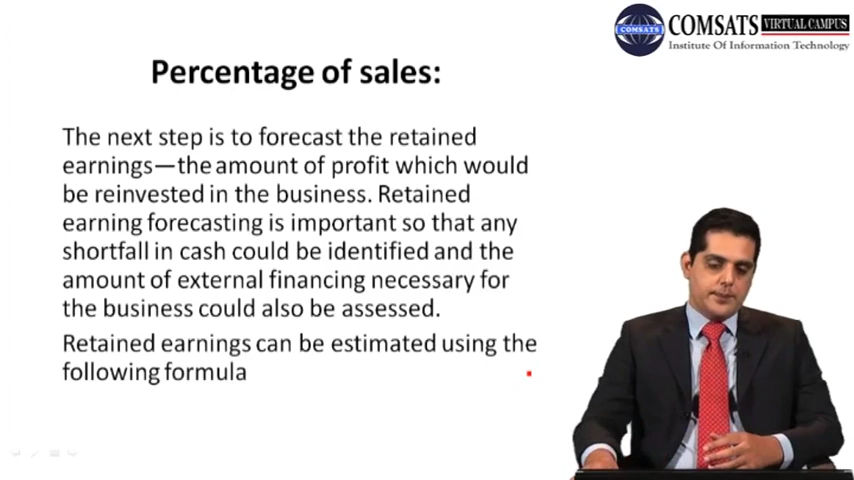 COMSATS VIRTUAL CAMPUS
Institute Of Information Technology
COMSATS
Percentage of sales:
The next step is to forecast the retained
earnings—the amount of profit which would
be reinvested in the business. Retained
earning forecasting is important so that any
shortfall in cash could be identified and the
amount of external financing necessary for
the business could also be assessed.
Retained earnings can be estimated using the
following formula